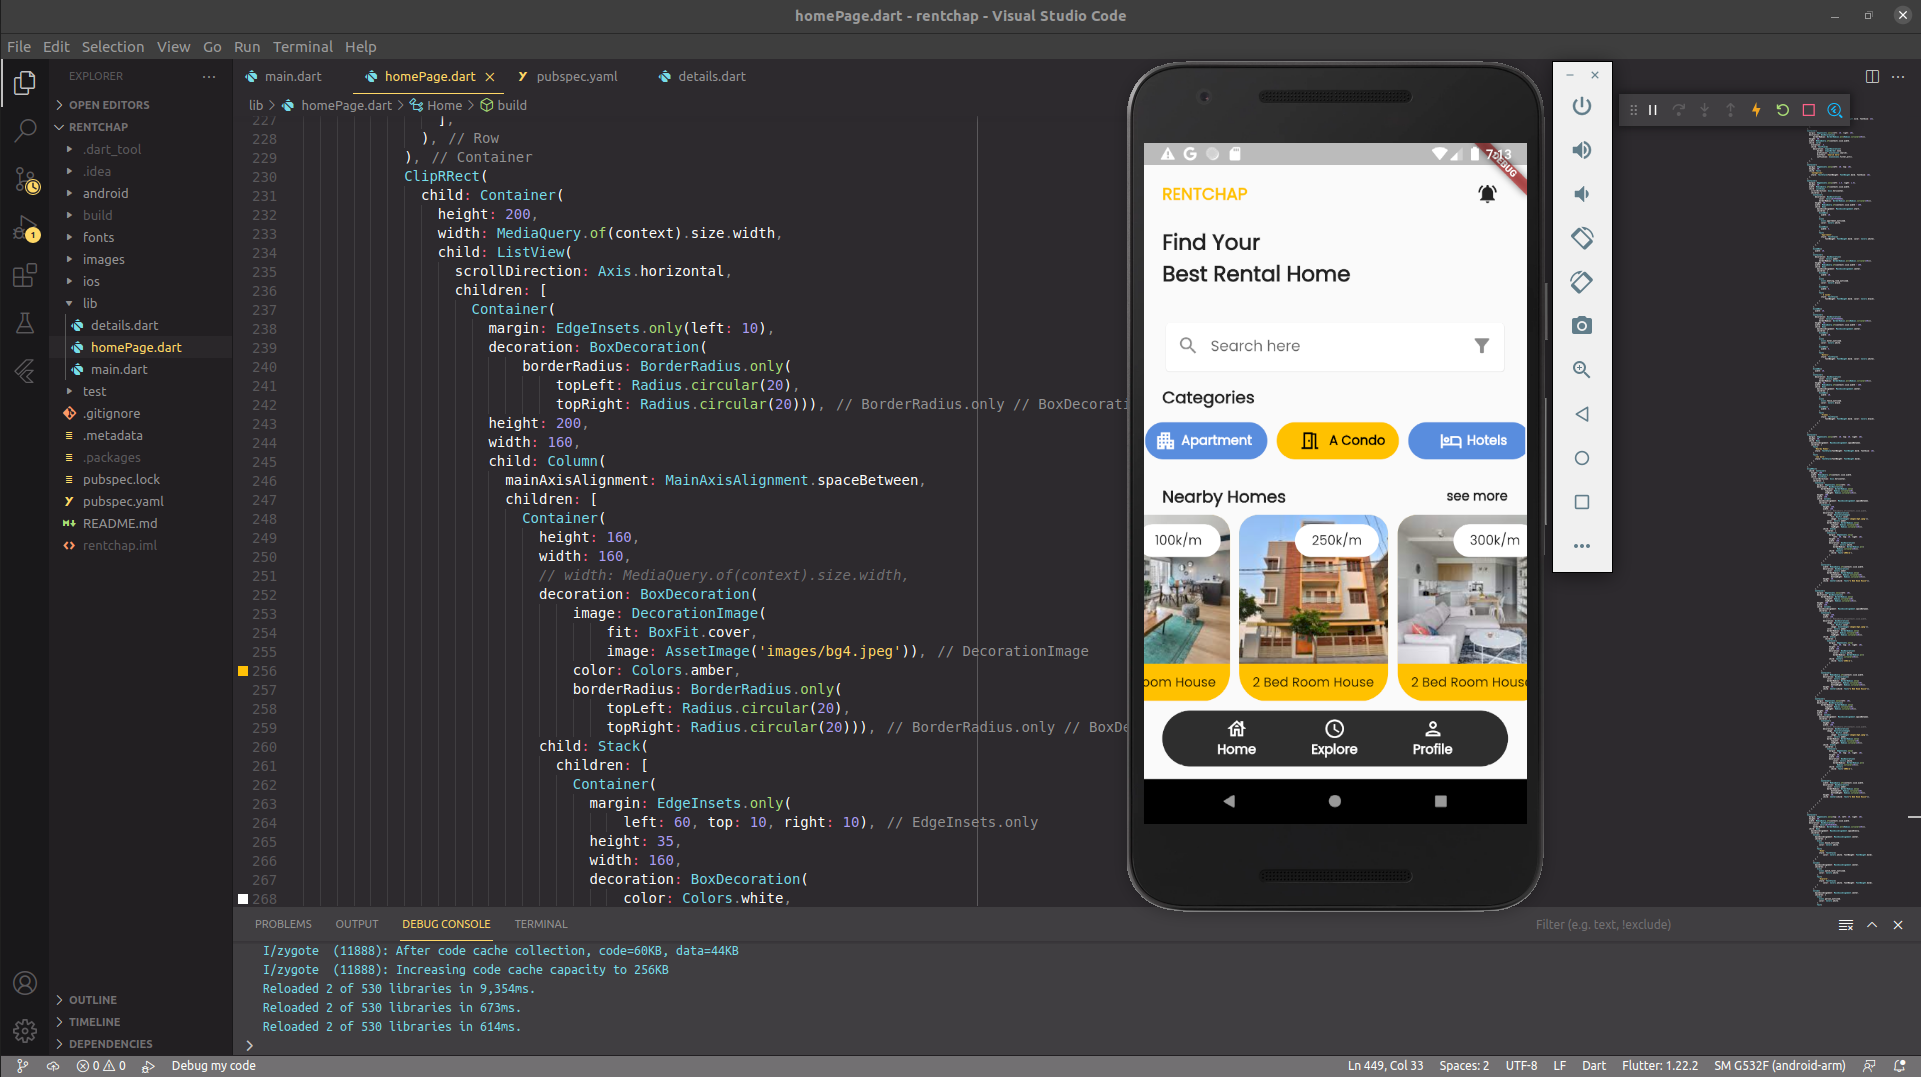 homePage.dart - rentchap - Visual Studio Code
File Edit Selection View Go Run Terminal Help
EXPLORER
OPEN EDITORS
RENTCHAP
.dart_tool
.idea
android
build
fonts
images
ios
lib
details.dart
homePage.dart
main.dart
test
.gitignore
.metadata
.packages
pubspec.lock
pubspec.yaml
README.md
rentchap.iml
OUTLINE
TIMELINE
DEPENDENCIES
main.dart homePage.dart pubspec.yaml details.dart
lib > homePage.dart > Home > build
227 ],
228 ), // Row
229 ), // Container
230 ClipRRect(
231 child: Container(
232 height: 200,
233 width: MediaQuery.of(context).size.width,
234 child: ListView(
235 scrollDirection: Axis.horizontal,
236 children: [
237 Container(
238 margin: EdgeInsets.only(left: 10),
239 decoration: BoxDecoration(
240 borderRadius: BorderRadius.only(
241 topLeft: Radius.circular(20),
242 topRight: Radius.circular(20))), // BorderRadius.only // BoxDecorati
243 height: 200,
244 width: 160,
245 child: Column(
246 mainAxisAlignment: MainAxisAlignment.spaceBetween,
247 children: [
248 Container(
249 height: 160,
250 width: 160,
251 // width: MediaQuery.of(context).size.width,
252 decoration: BoxDecoration(
253 image: DecorationImage(
254 fit: BoxFit.cover,
255 image: AssetImage('images/bg4.jpeg')), // DecorationImage
256 color: Colors.amber,
257 borderRadius: BorderRadius.only(
258 topLeft: Radius.circular(20),
259 topRight: Radius.circular(20))), // BorderRadius.only // BoxDe
260 child: Stack(
261 children: [
262 Container(
263 margin: EdgeInsets.only(
264 left: 60, top: 10, right: 10), // EdgeInsets.only
265 height: 35,
266 width: 160,
267 decoration: BoxDecoration(
268 color: Colors.white,
7:13
DEBUG
RENTCHAP
Find Your
Best Rental Home
Search here
Categories
Apartment A Condo Hotels
Nearby Homes see more
100k/m 250k/m 300k/m
oom House 2 Bed Room House 2 Bed Room Hous
Home Explore Profile
PROBLEMS OUTPUT DEBUG CONSOLE TERMINAL
Filter (e.g. text, !exclude)
I/zygote (11888): After code cache collection, code=60KB, data=44KB
I/zygote (11888): Increasing code cache capacity to 256KB
Reloaded 2 of 530 libraries in 9,354ms.
Reloaded 2 of 530 libraries in 673ms.
Reloaded 2 of 530 libraries in 614ms.
0 0 Debug my code
Ln 449, Col 33 Spaces: 2 UTF-8 LF Dart Flutter: 1.22.2 SM G532F (android-arm)